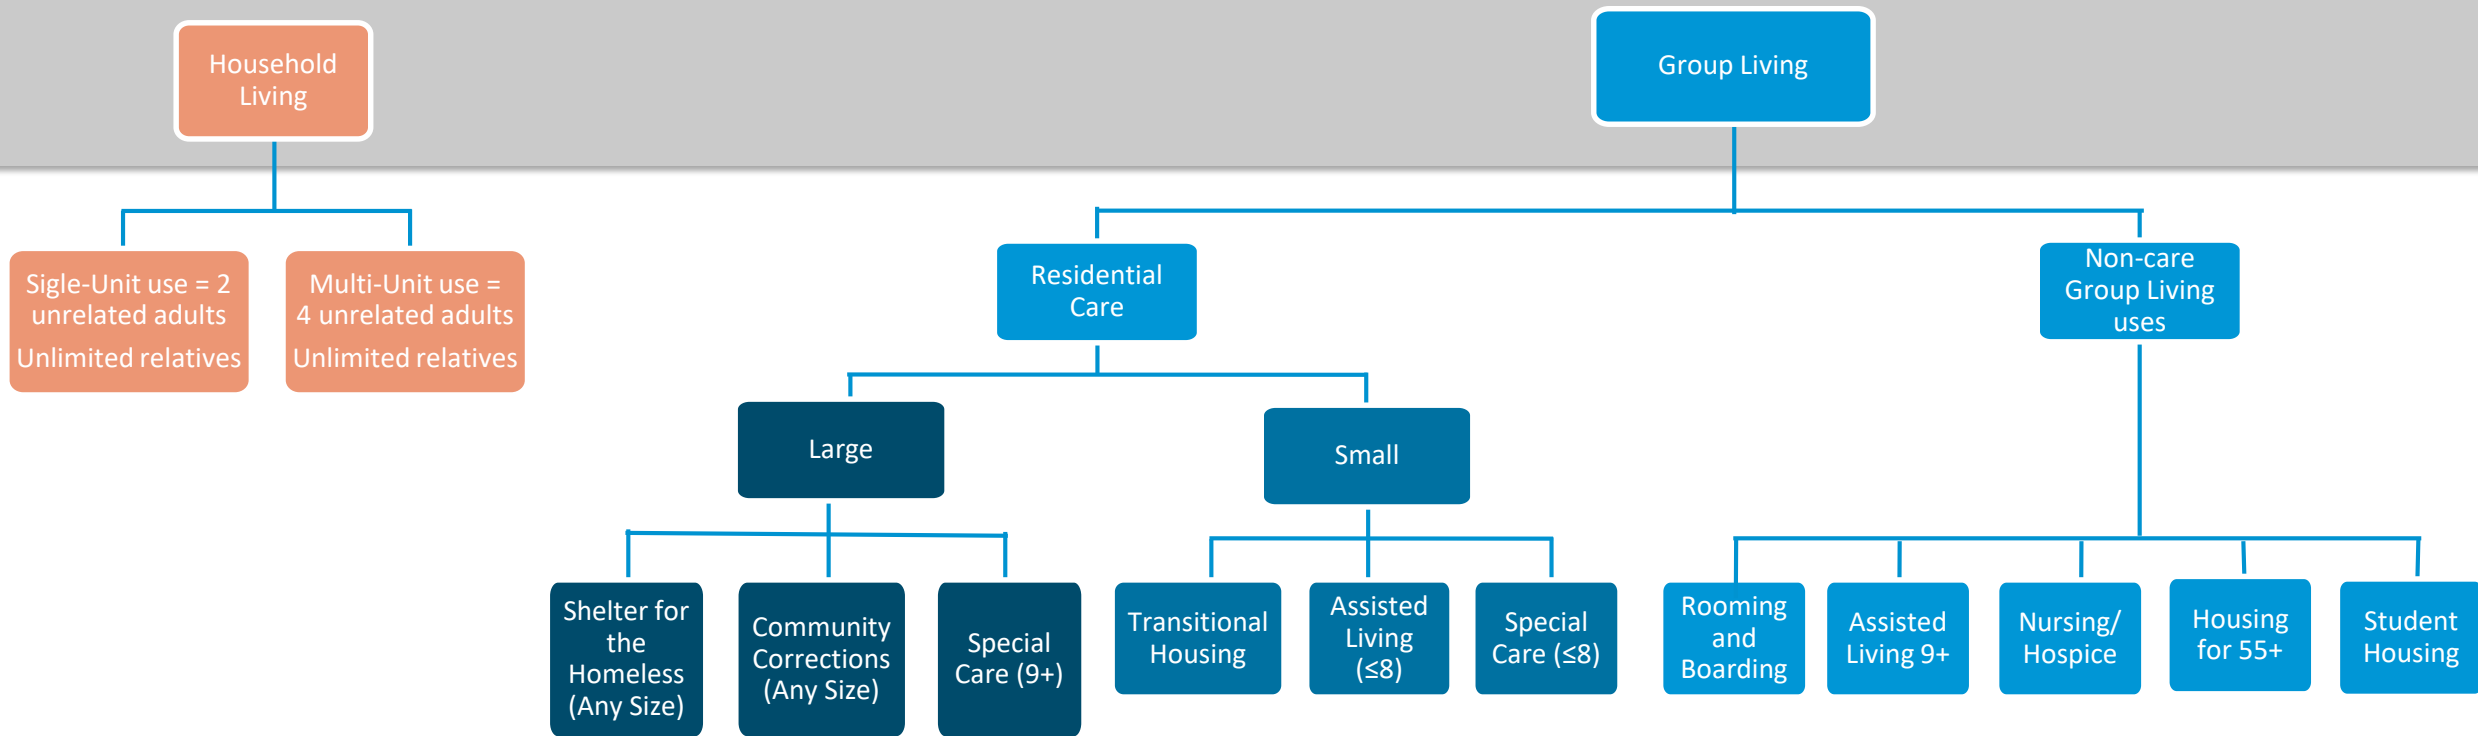 Household
Living
Group Living
Sigle-Unit use = 2
unrelated adults
Unlimited relatives
Multi-Unit use =
4 unrelated adults
Unlimited relatives
Residential
Care
Non-care
Group Living
uses
Large
Small
Shelter for
the
Homeless
(Any Size)
Community
Corrections
(Any Size)
Special
Care (9+)
Transitional
Housing
Assisted
Living
(≤8)
Special
Care (≤8)
Rooming
and
Boarding
Assisted
Living 9+
Nursing/
Hospice
Housing
for 55+
Student
Housing